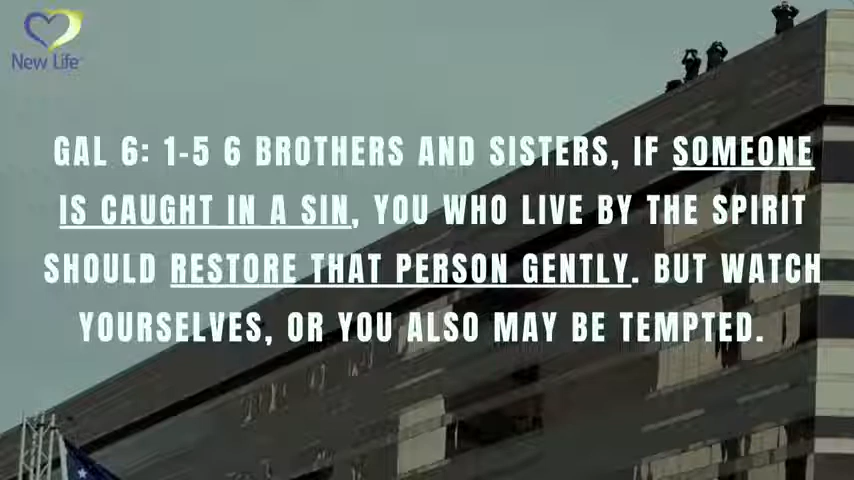 New Life
GAL 6: 1-5 6 BROTHERS AND SISTERS, IF SOMEONE
IS CAUGHT IN A SIN, YOU WHO LIVE BY THE SPIRIT
SHOULD RESTORE THAT PERSON GENTLY. BUT WATCH
YOURSELVES, OR YOU ALSO MAY BE TEMPTED.